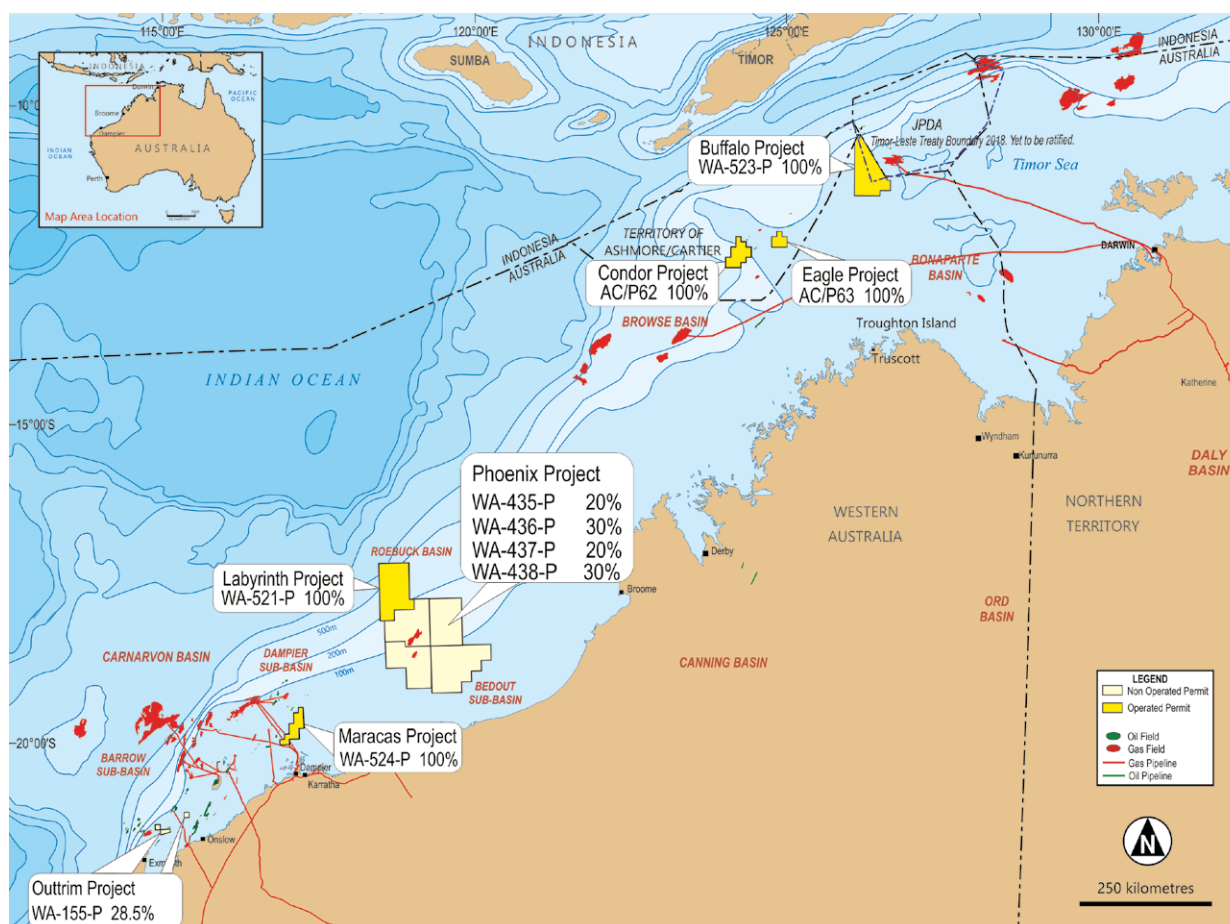 115°00'E
120°00'E
125°00'E
130°00'E
INDONESIA
SUMBA
TIMOR
INDONESIA
AUSTRALIA
INDONESIA
Darwin
PACIFIC
OCEAN
Broome
Dampier
INDIAN
OCEAN
AUSTRALIA
Perth
Map Area Location
10°00'S
JPDA
Timor-Leste Treaty Boundary 2018. Yet to be ratified.
Timor Sea
Buffalo Project
WA-523-P 100%
TERRITORY OF
ASHMORE/CARTIER
INDONESIA
AUSTRALIA
Condor Project
AC/P62 100%
Eagle Project
AC/P63 100%
BONAPARTE
BASIN
DARWIN
BROWSE BASIN
Troughton Island
Truscott
INDIAN OCEAN
Katherine
15°00'S
Wyndham
Kununurra
DALY
BASIN
Phoenix Project
WA-435-P 20%
WA-436-P 30%
WA-437-P 20%
WA-438-P 30%
WESTERN
AUSTRALIA
NORTHERN
TERRITORY
ROEBUCK BASIN
Derby
Labyrinth Project
WA-521-P 100%
Broome
ORD
BASIN
500m
200m
100m
CARNARVON BASIN
DAMPIER
SUB-BASIN
CANNING BASIN
BEDOUT
SUB-BASIN
20°00'S
BARROW
SUB-BASIN
Maracas Project
WA-524-P 100%
Dampier
Karratha
Onslow
Exmouth
Outtrim Project
WA-155-P 28.5%
LEGEND
Non Operated Permit
Operated Permit
Oil Field
Gas Field
Gas Pipeline
Oil Pipeline
N
250 kilometres